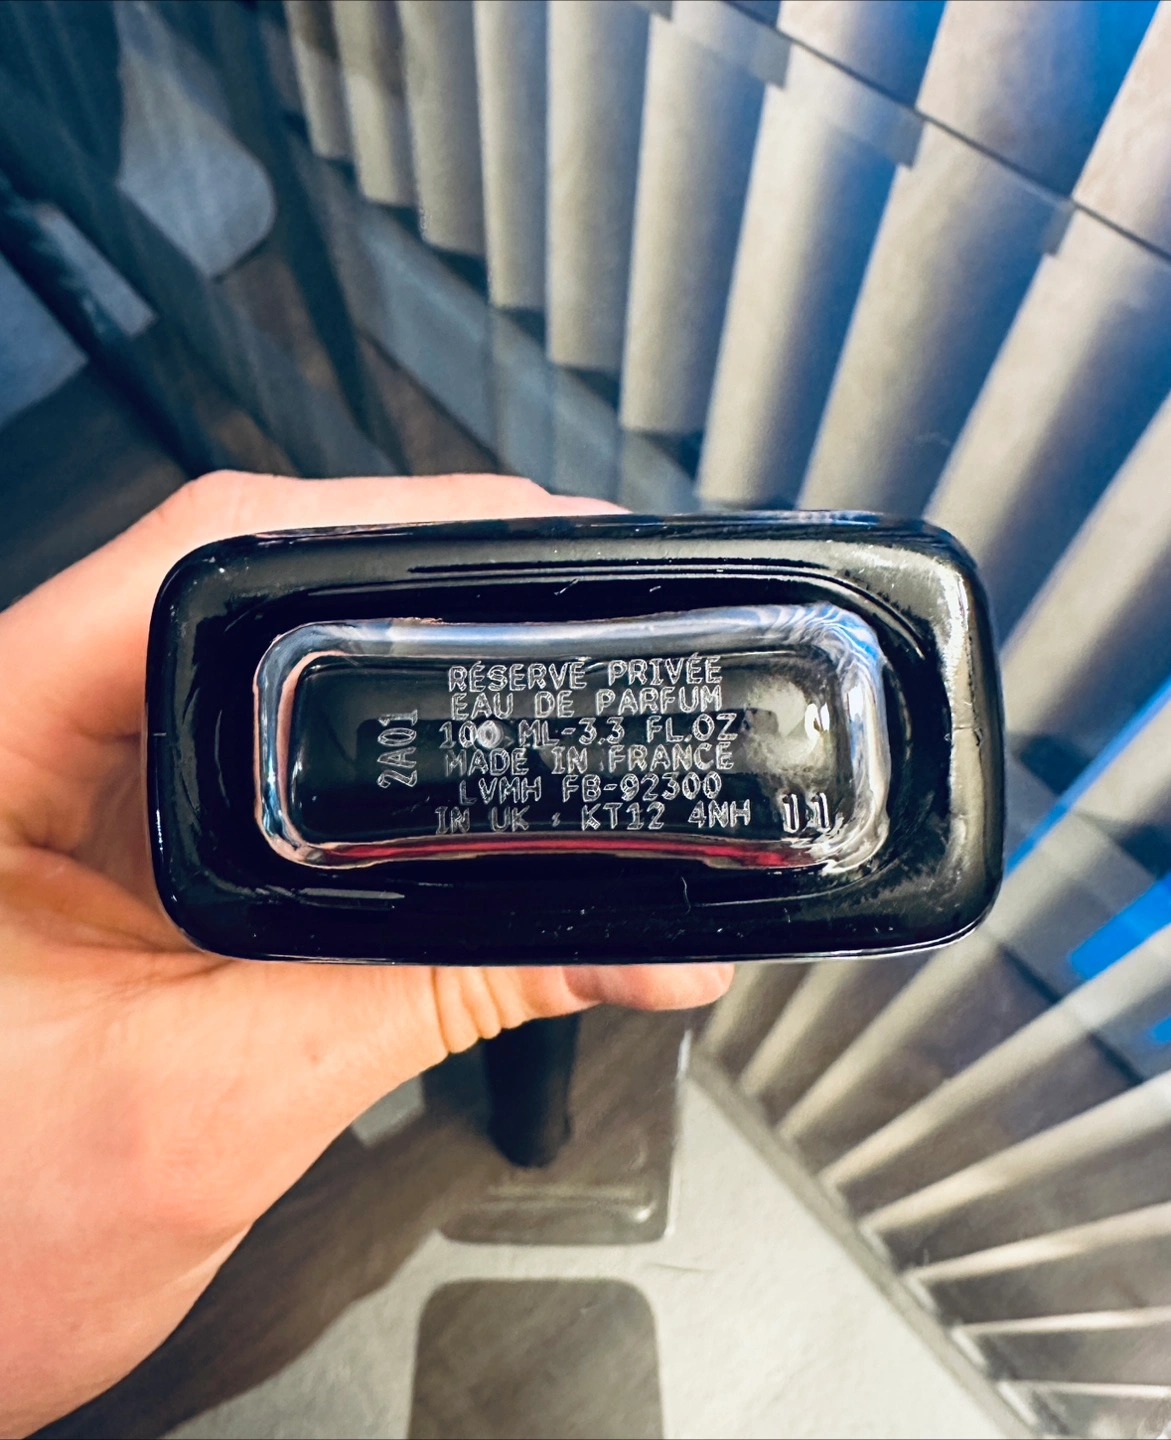 RÉSERVE PRIVÉE
EAU DE PARFUM
100 ML-3.3 FL.OZ
MADE IN FRANCE
LVMH FB-92300
IN UK : KT12 4NH
2A01
11